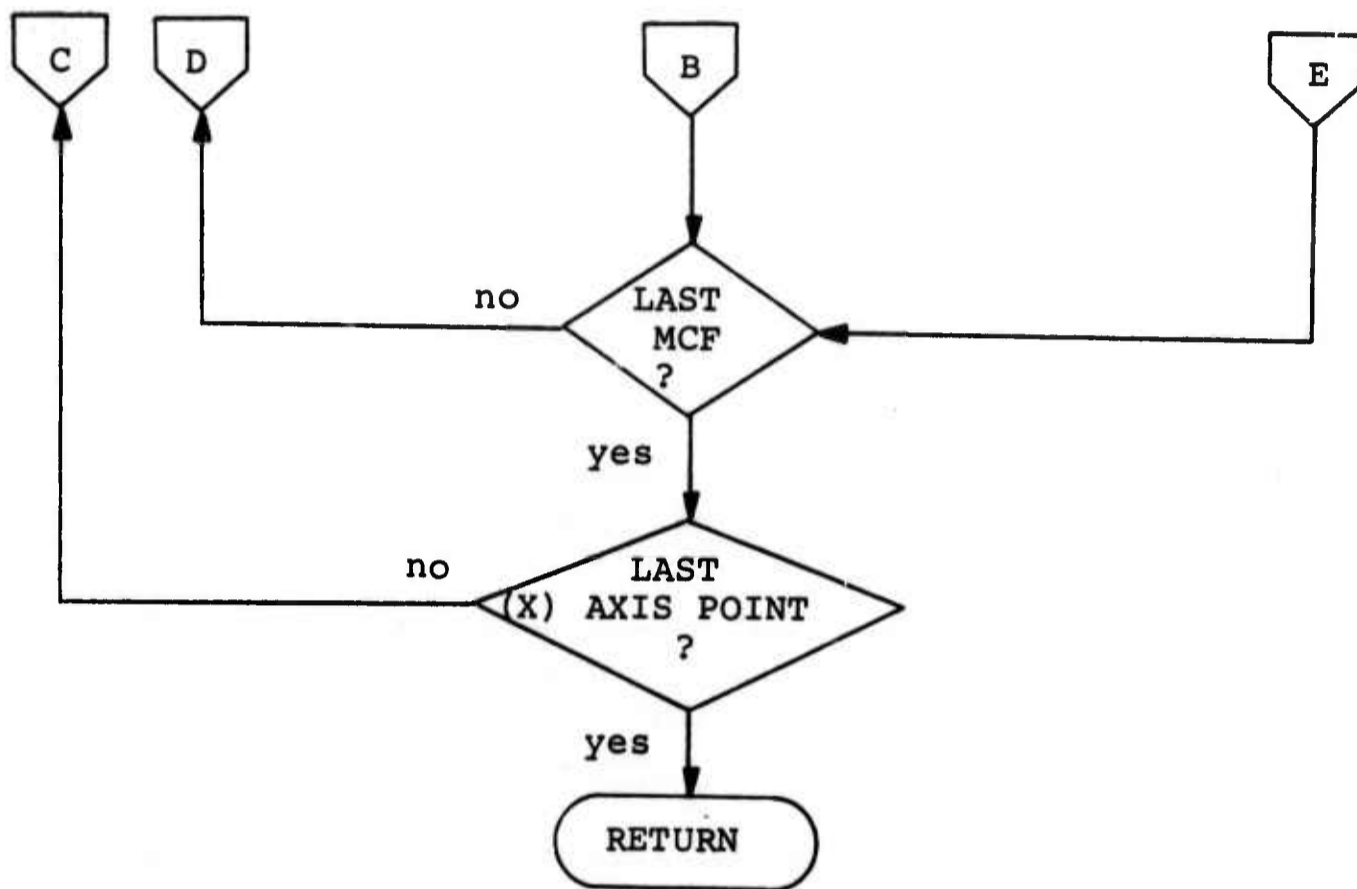 C
D
B
E
no
LAST
MCF
?
yes
no
LAST
(X) AXIS POINT
?
yes
RETURN